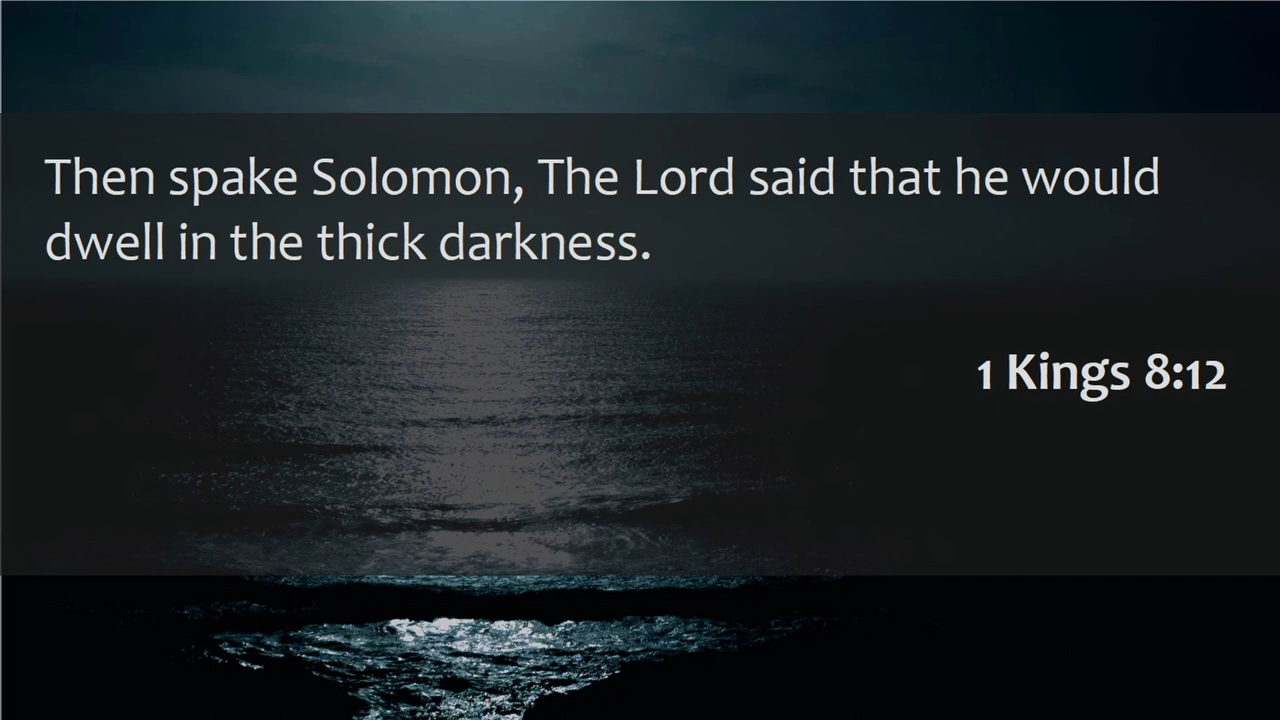 Then spake Solomon, The Lord said that he would
dwell in the thick darkness.
1 Kings 8:12